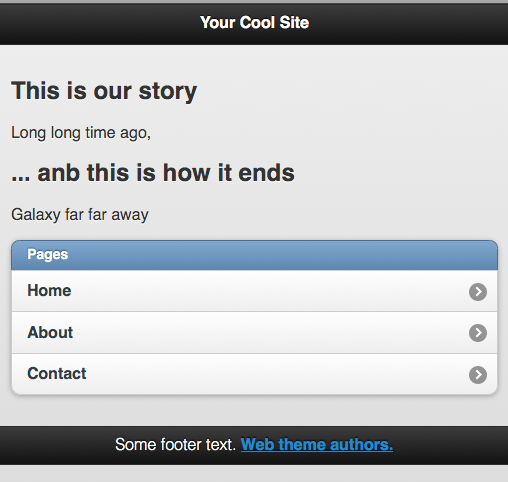 Your Cool Site
This is our story
Long long time ago,
... anb this is how it ends
Galaxy far far away
Pages
Home
About
Contact
Some footer text. Web theme authors.